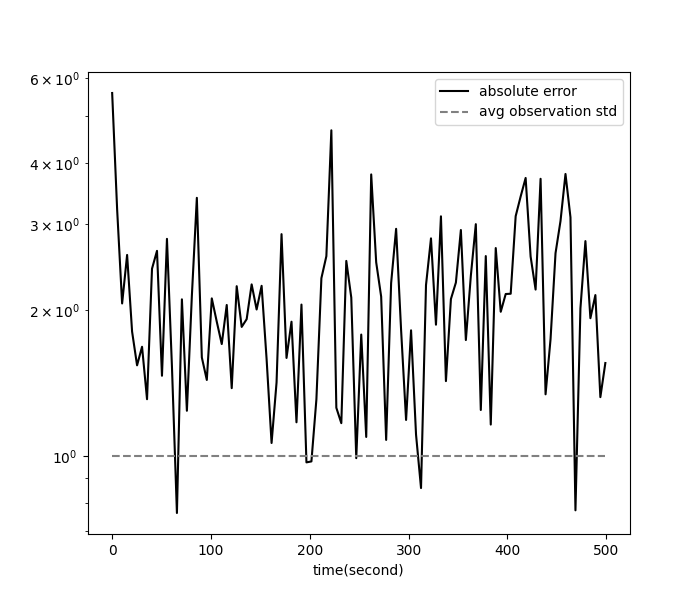 6 × 10⁰
4 × 10⁰
3 × 10⁰
2 × 10⁰
10⁰
absolute error
avg observation std
0 100 200 300 400 500
time(second)